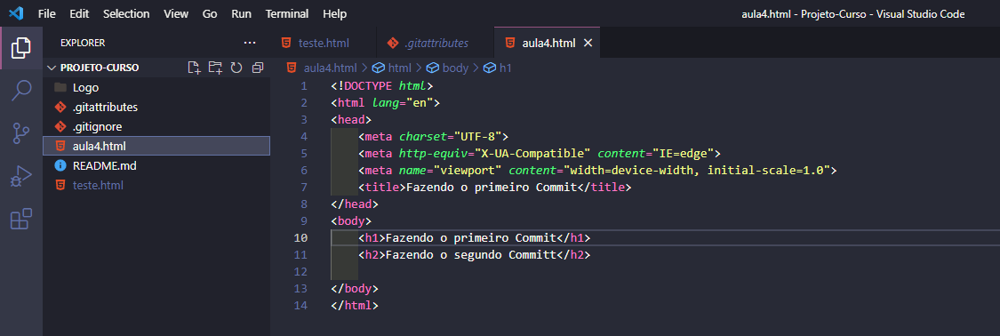 File Edit Selection View Go Run Terminal Help aula4.html - Projeto-Curso - Visual Studio Code
EXPLORER
PROJETO-CURSO
Logo
.gitattributes
.gitignore
aula4.html
README.md
teste.html
teste.html .gitattributes aula4.html
aula4.html > html > body > h1
1 <!DOCTYPE html>
2 <html lang="en">
3 <head>
4 <meta charset="UTF-8">
5 <meta http-equiv="X-UA-Compatible" content="IE=edge">
6 <meta name="viewport" content="width=device-width, initial-scale=1.0">
7 <title>Fazendo o primeiro Commit</title>
8 </head>
9 <body>
10 <h1>Fazendo o primeiro Commit</h1>
11 <h2>Fazendo o segundo Committ</h2>
12
13 </body>
14 </html>